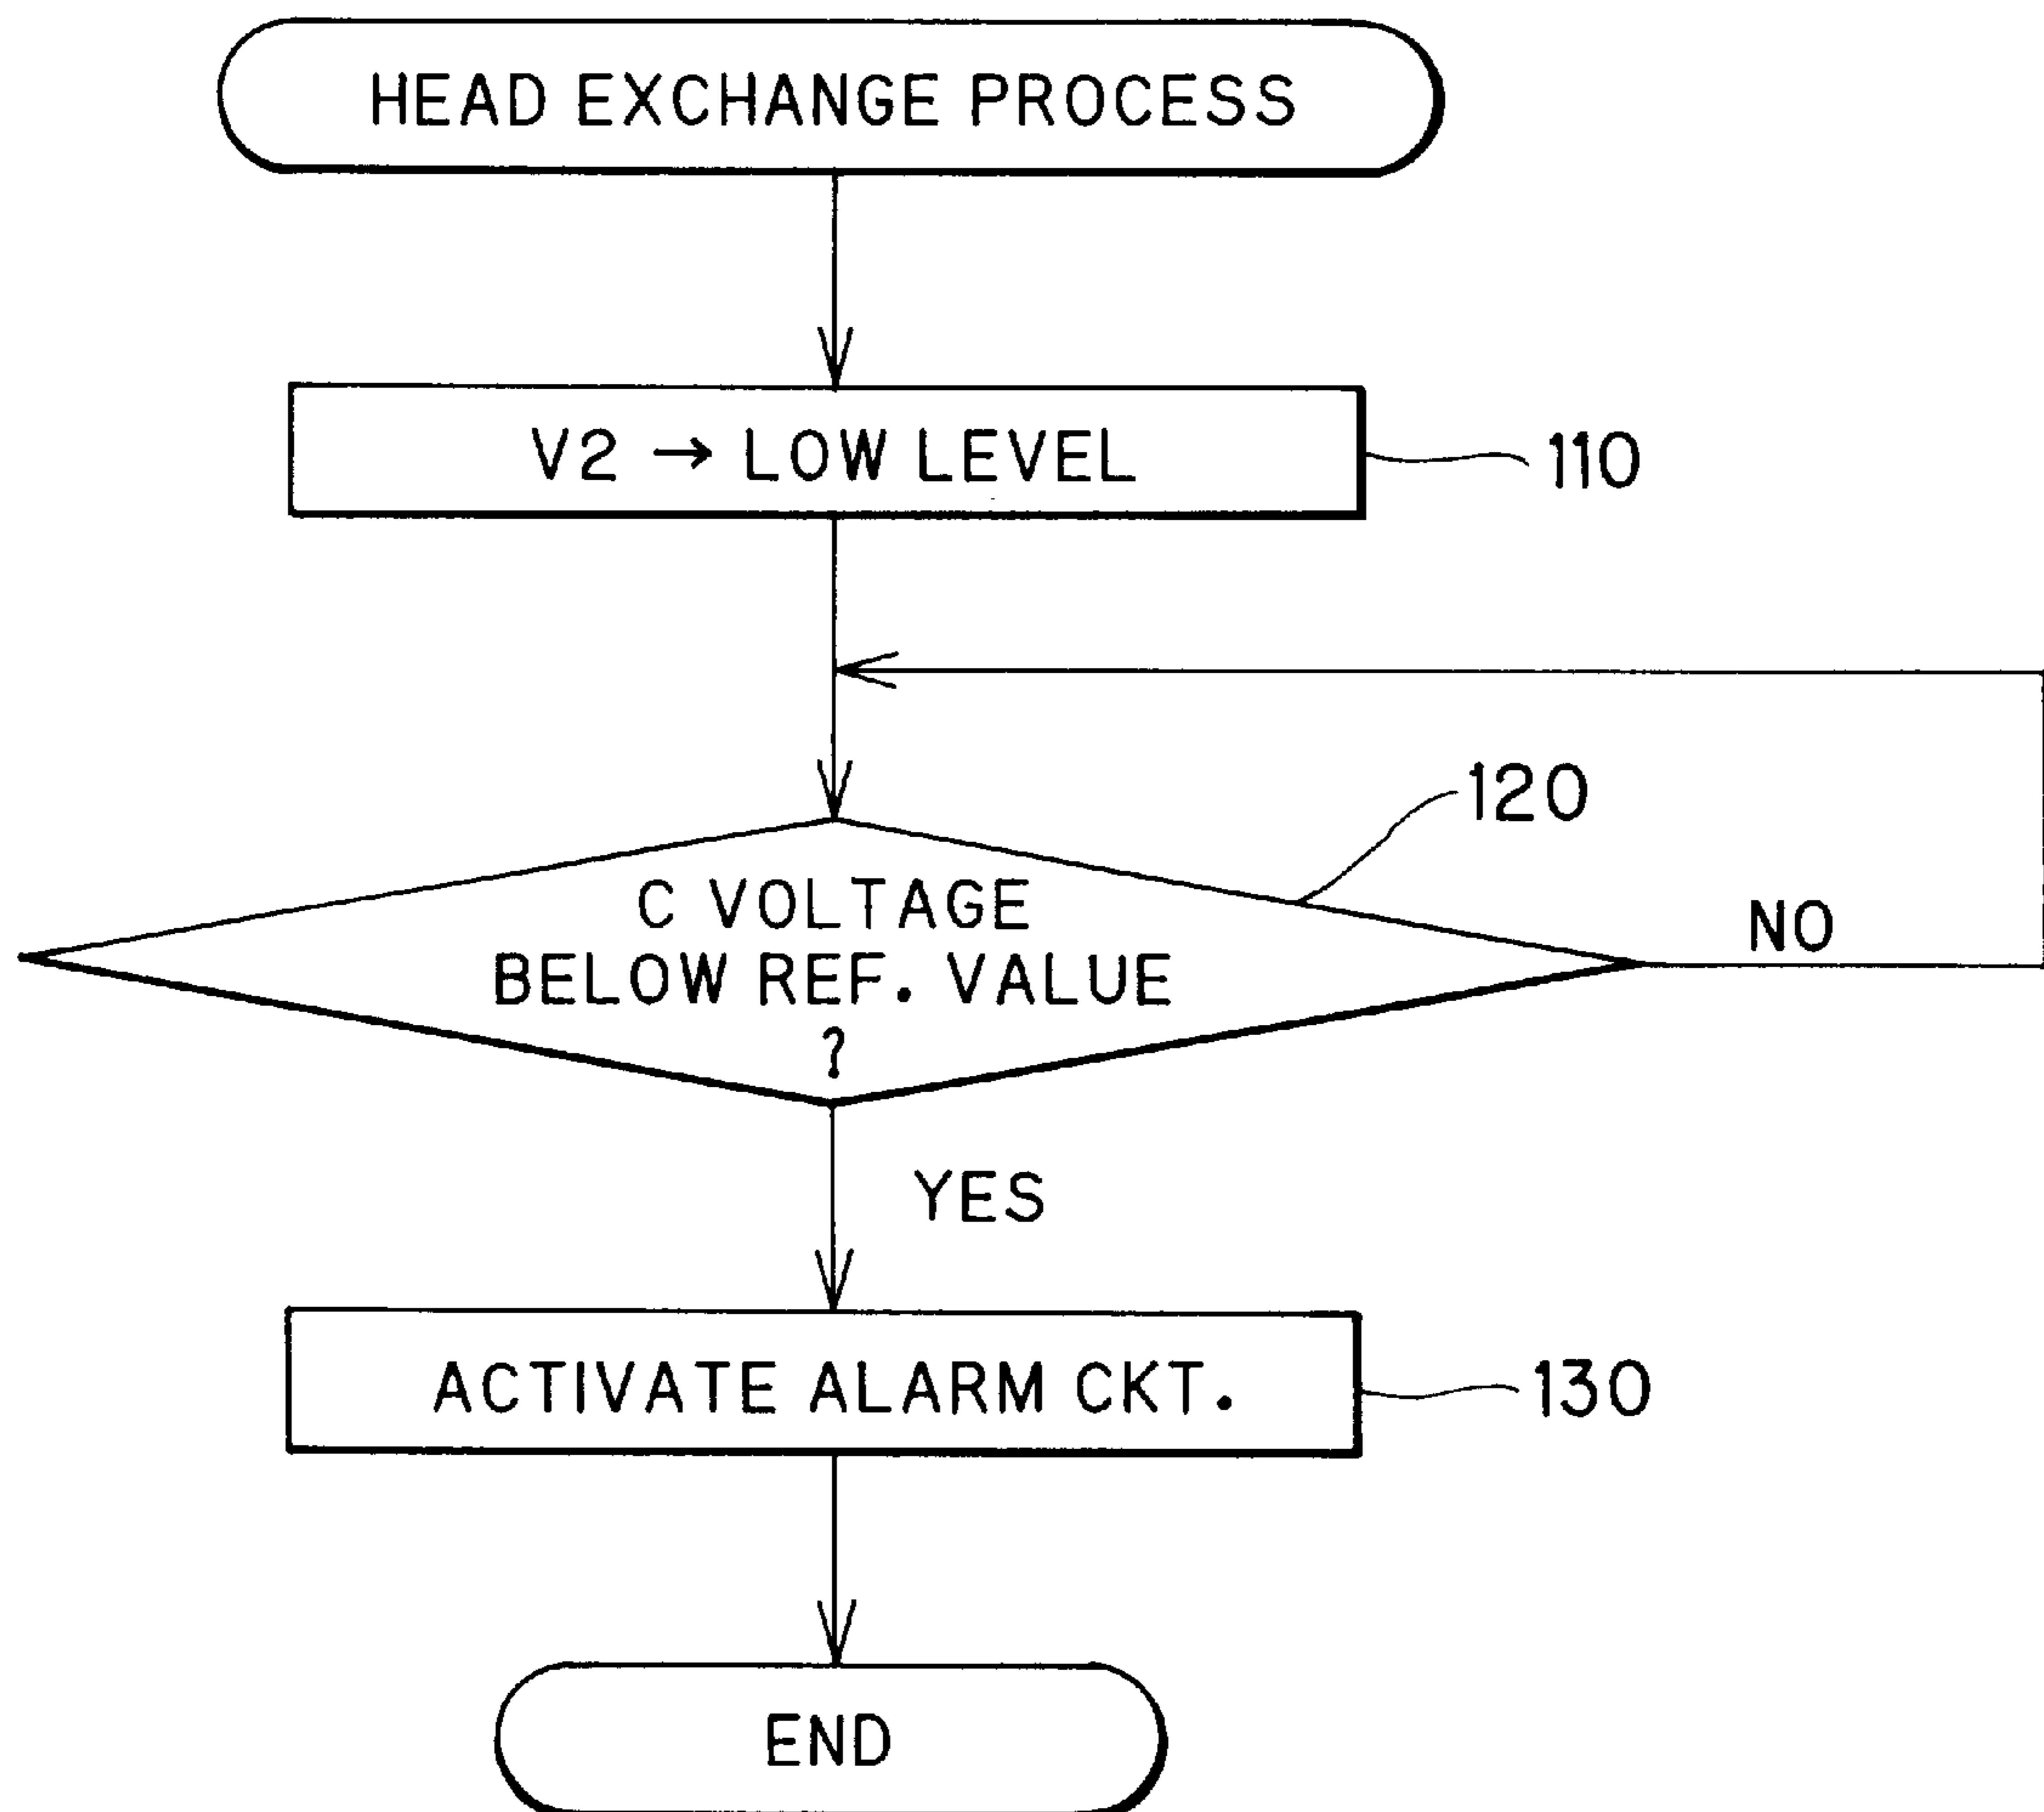 HEAD EXCHANGE PROCESS
V2 → LOW LEVEL
110
120
C VOLTAGE
BELOW REF. VALUE
?
NO
YES
ACTIVATE ALARM CKT.
130
END